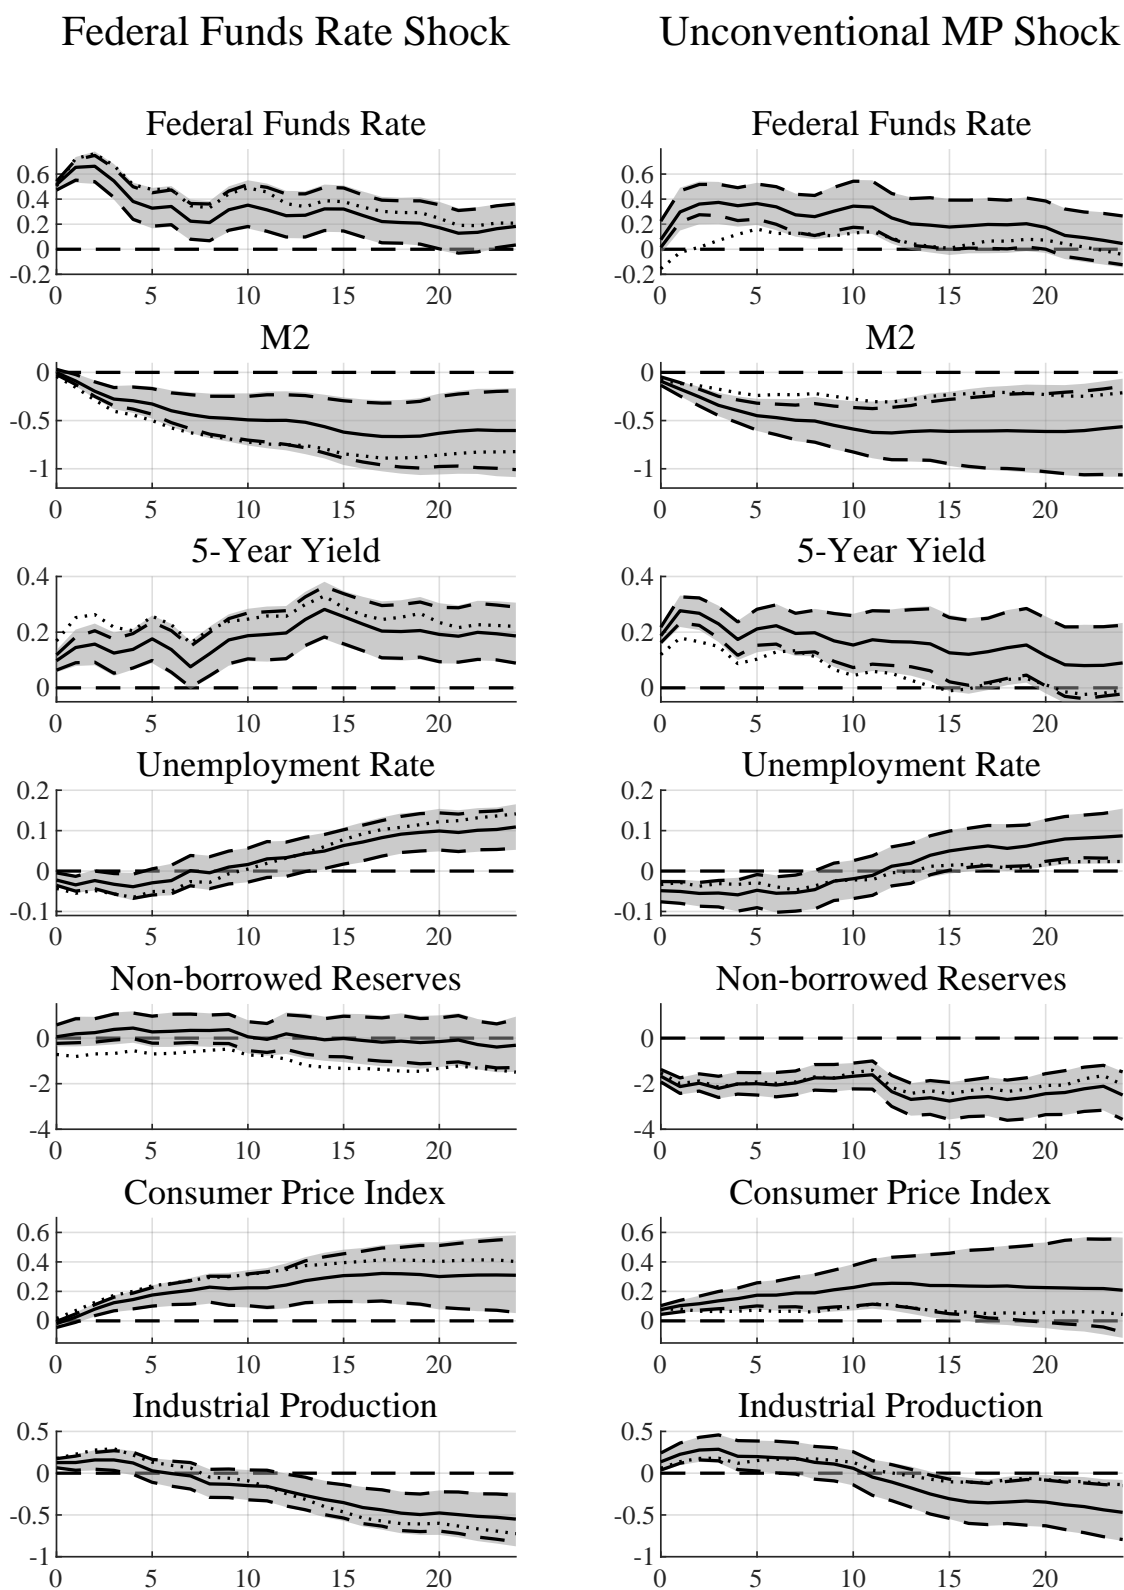 Federal Funds Rate Shock
Unconventional MP Shock
Federal Funds Rate
0.6
0.4
0.2
0
-0.2
0 5 10 15 20
Federal Funds Rate
0.6
0.4
0.2
0
-0.2
0 5 10 15 20
M2
0
-0.5
-1
0 5 10 15 20
M2
0
-0.5
-1
0 5 10 15 20
5-Year Yield
0.4
0.2
0
0 5 10 15 20
5-Year Yield
0.4
0.2
0
0 5 10 15 20
Unemployment Rate
0.2
0.1
0
-0.1
0 5 10 15 20
Unemployment Rate
0.2
0.1
0
-0.1
0 5 10 15 20
Non-borrowed Reserves
0
-2
-4
0 5 10 15 20
Non-borrowed Reserves
0
-2
-4
0 5 10 15 20
Consumer Price Index
0.6
0.4
0.2
0
0 5 10 15 20
Consumer Price Index
0.6
0.4
0.2
0
0 5 10 15 20
Industrial Production
0.5
0
-0.5
-1
0 5 10 15 20
Industrial Production
0.5
0
-0.5
-1
0 5 10 15 20